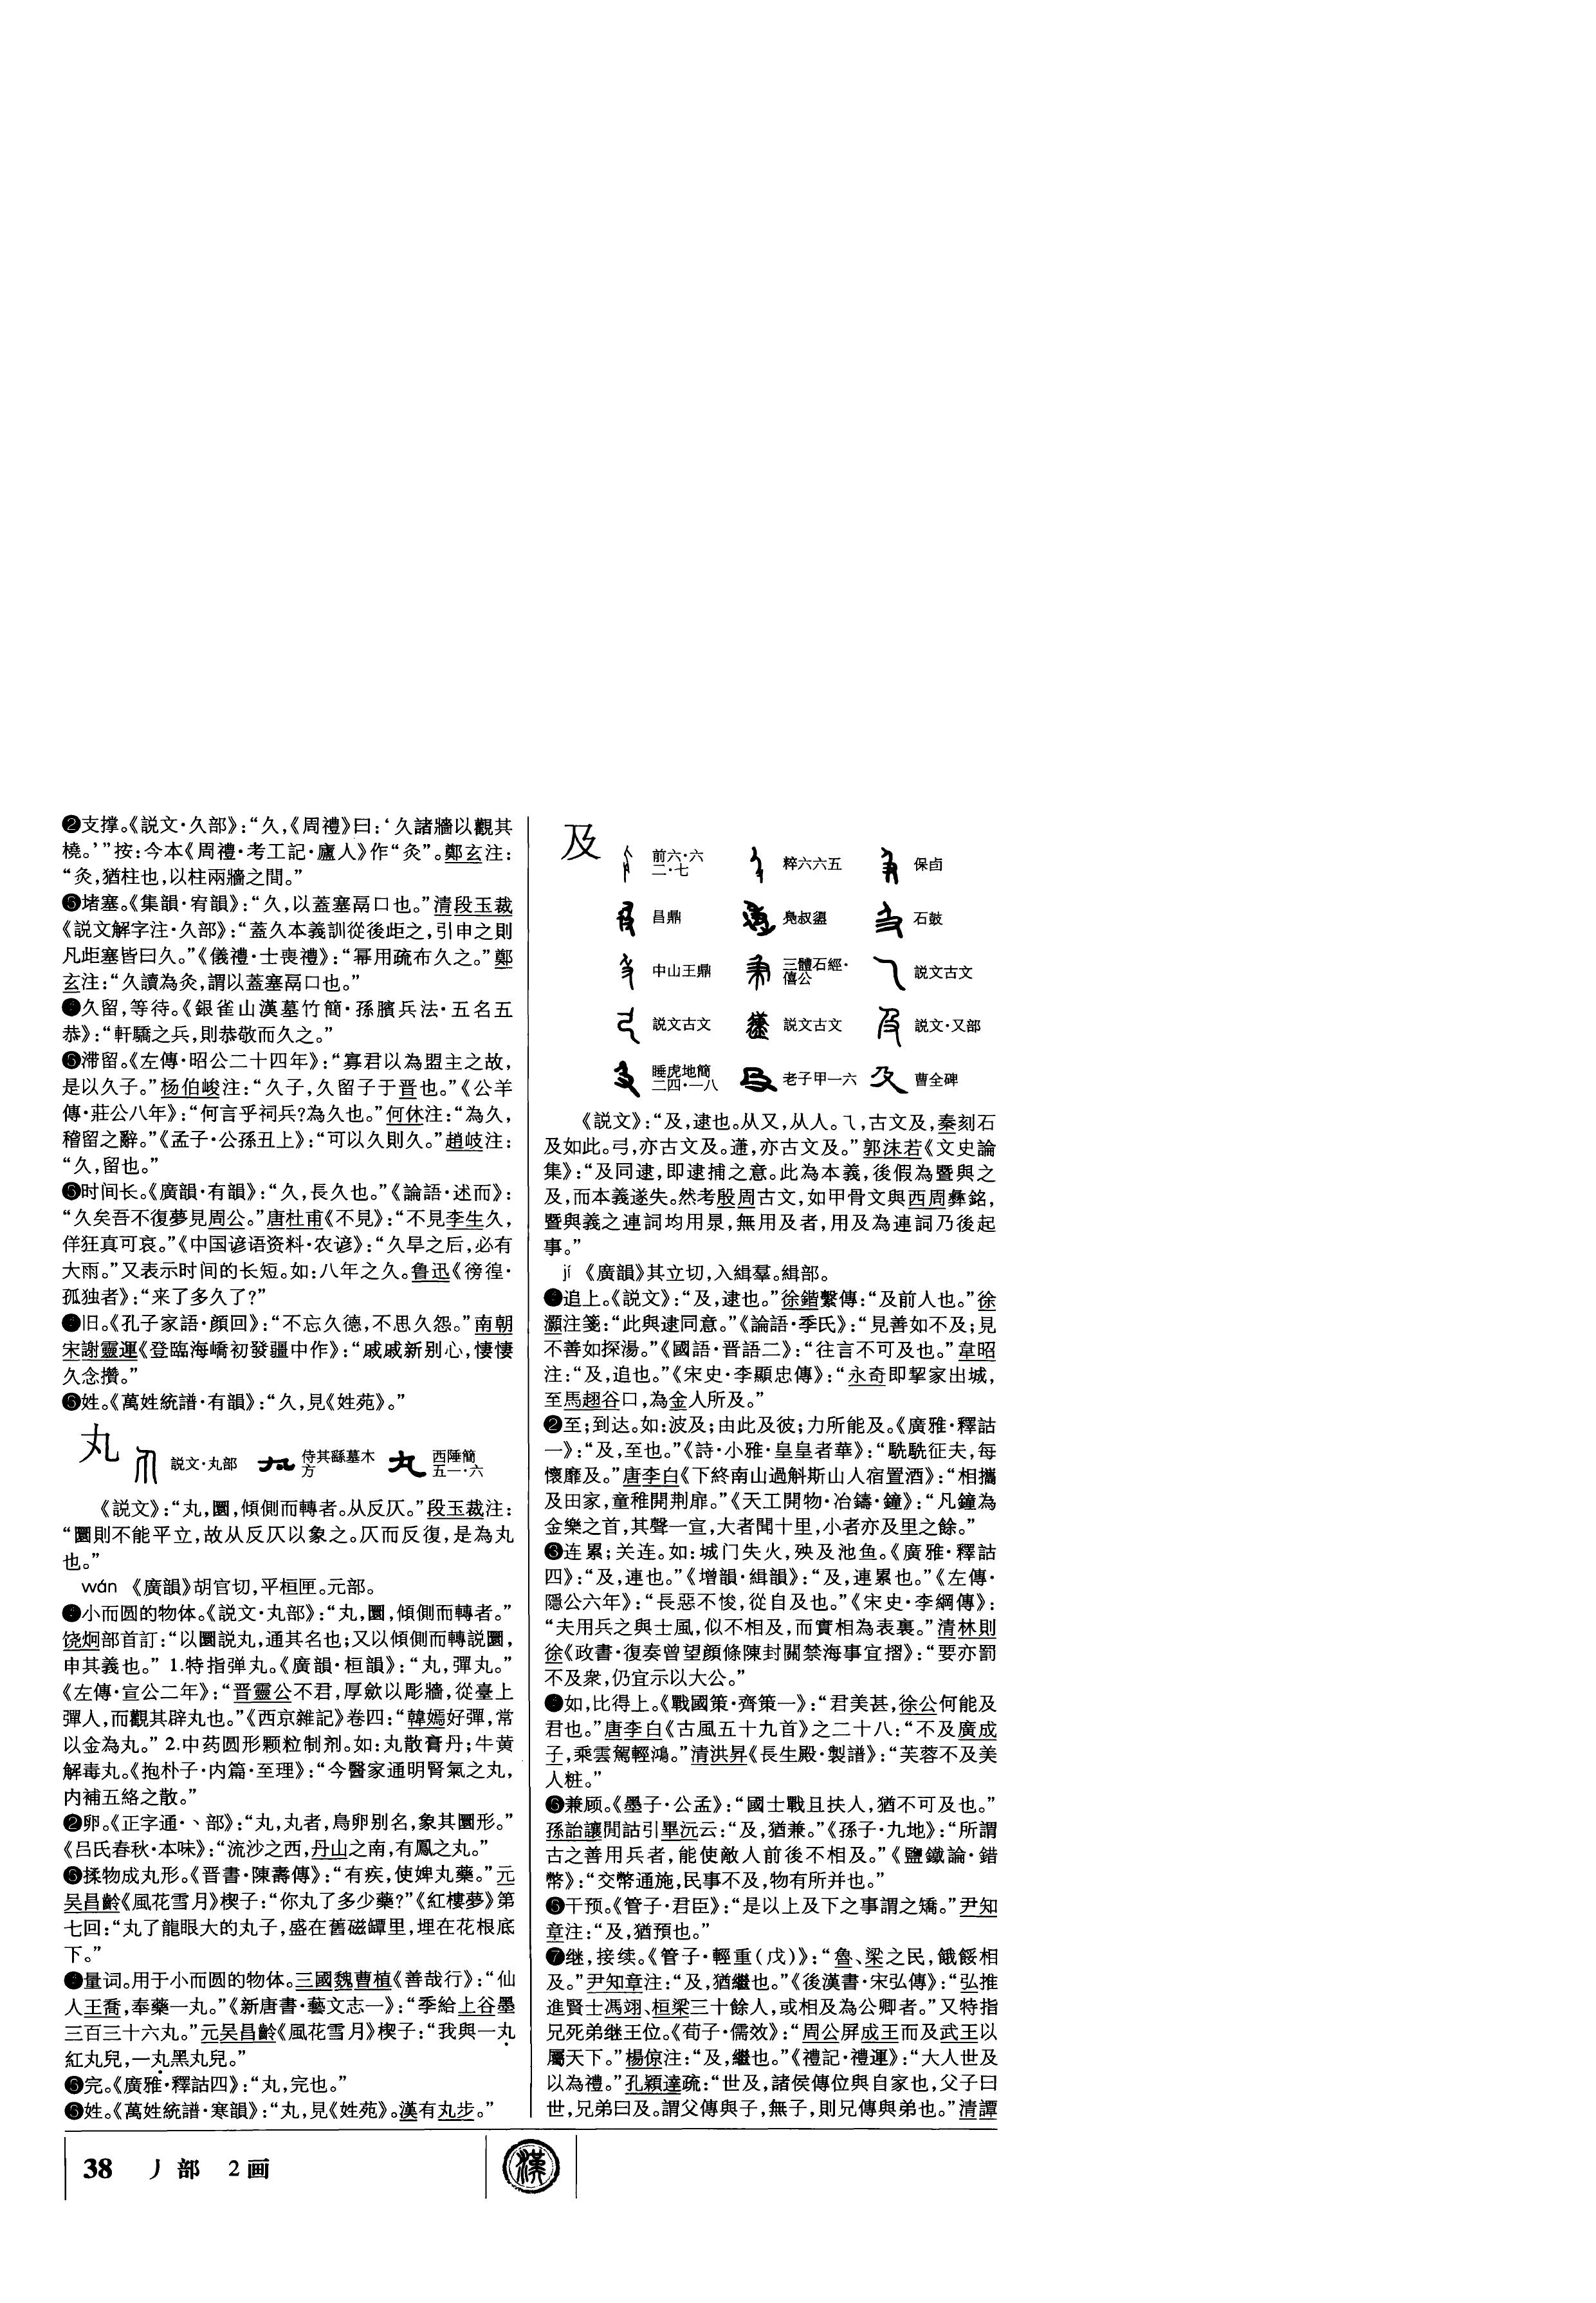 ❷支撑。《説文·久部》：“久，《周禮》曰：‘久諸牆以觀其
橈。’”按：今本《周禮·考工記·廬人》作“灸”。鄭玄注：
“灸，猶柱也，以柱兩牆之間。”
❸堵塞。《集韻·宥韻》：“久，以蓋塞鬲口也。”清段玉裁
《説文解字注·久部》：“蓋久本義訓從後歫之，引申之則
凡歫塞皆曰久。”《儀禮·士喪禮》：“冪用疏布久之。”鄭
玄注：“久讀為灸，謂以蓋塞鬲口也。”
❹久留，等待。《銀雀山漢墓竹簡·孫臏兵法·五名五
恭》：“軒驕之兵，則恭敬而久之。”
❺滞留。《左傳·昭公二十四年》：“寡君以為盟主之故，
是以久子。”杨伯峻注：“久子，久留子于晋也。”《公羊
傳·莊公八年》：“何言乎祠兵？為久也。”何休注：“為久，
稽留之辭。”《孟子·公孫丑上》：“可以久則久。”趙岐注：
“久，留也。”
❻时间长。《廣韻·有韻》：“久，長久也。”《論語·述而》：
“久矣吾不復夢見周公。”唐杜甫《不見》：“不見李生久，
佯狂真可哀。”《中国谚语资料·农谚》：“久旱之后，必有
大雨。”又表示时间的长短。如：八年之久。鲁迅《徬徨·
孤独者》：“来了多久了？”
❼旧。《孔子家語·顔回》：“不忘久德，不思久怨。”南朝
宋謝靈運《登臨海嶠初發疆中作》：“戚戚新别心，悽悽
久念攢。”
❽姓。《萬姓統譜·有韻》：“久，見《姓苑》。”
丸
説文·丸部
侍其繇墓木
方
西陲簡
五一·六
《説文》：“丸，圜，傾側而轉者。从反仄。”段玉裁注：
“圜則不能平立，故从反仄以象之。仄而反復，是為丸
也。”
wán 《廣韻》胡官切，平桓匣。元部。
❶小而圆的物体。《説文·丸部》：“丸，圜，傾側而轉者。”
饶炯部首訂：“以圜説丸，通其名也；又以傾側而轉説圜，
申其義也。” 1.特指弹丸。《廣韻·桓韻》：“丸，彈丸。”
《左傳·宣公二年》：“晋靈公不君，厚斂以彫牆，從臺上
彈人，而觀其辟丸也。”《西京雜記》卷四：“韓嫣好彈，常
以金為丸。” 2.中药圆形颗粒制剂。如：丸散膏丹；牛黄
解毒丸。《抱朴子·内篇·至理》：“今醫家通明腎氣之丸，
内補五絡之散。”
❷卵。《正字通·丶部》：“丸，丸者，鳥卵别名，象其圜形。”
《吕氏春秋·本味》：“流沙之西，丹山之南，有鳳之丸。”
❸揉物成丸形。《晋書·陳壽傳》：“有疾，使婢丸藥。”元
吴昌齡《風花雪月》楔子：“你丸了多少藥？”《紅樓夢》第
七回：“丸了龍眼大的丸子，盛在舊磁罈里，埋在花根底
下。”
❹量词。用于小而圆的物体。三國魏曹植《善哉行》：“仙
人王喬，奉藥一丸。”《新唐書·藝文志一》：“季給上谷墨
三百三十六丸。”元吴昌齡《風花雪月》楔子：“我與一丸
紅丸兒，一丸黑丸兒。”
❺完。《廣雅·釋詁四》：“丸，完也。”
❻姓。《萬姓統譜·寒韻》：“丸，見《姓苑》。漢有丸步。”
及
前六·六
二·七
粹六六五
保卣
曶鼎
石鼓
中山王鼎
三體石經·
僖公
説文古文
説文古文
説文古文
説文·又部
睡虎地簡
二四·一八
老子甲一六
曹全碑
《説文》：“及，逮也。从又，从人。乁，古文及，秦刻石
及如此。弓，亦古文及。𨖹，亦古文及。”郭沫若《文史論
集》：“及同逮，即逮捕之意。此為本義，後假為暨與之
及，而本義遂失。然考殷周古文，如甲骨文與西周彝銘，
暨與義之連詞均用眔，無用及者，用及為連詞乃後起
事。”
jí 《廣韻》其立切，入緝羣。緝部。
❶追上。《説文》：“及，逮也。”徐鍇繫傳：“及前人也。”徐
灝注箋：“此與逮同意。”《論語·季氏》：“見善如不及；見
不善如探湯。”《國語·晋語二》：“往言不可及也。”韋昭
注：“及，追也。”《宋史·李顯忠傳》：“永奇即挈家出城，
至馬趐谷口，為金人所及。”
❷至；到达。如：波及；由此及彼；力所能及。《廣雅·釋詁
一》：“及，至也。”《詩·小雅·皇皇者華》：“駪駪征夫，每
懷靡及。”唐李白《下終南山過斛斯山人宿置酒》：“相攜
及田家，童稚開荆扉。”《天工開物·冶鑄·鐘》：“凡鐘為
金樂之首，其聲一宣，大者聞十里，小者亦及里之餘。”
❸连累；关连。如：城门失火，殃及池鱼。《廣雅·釋詁
四》：“及，連也。”《增韻·緝韻》：“及，連累也。”《左傳·
隱公六年》：“長惡不悛，從自及也。”《宋史·李綱傳》：
“夫用兵之與士風，似不相及，而實相為表裏。”清林則
徐《政書·復奏曾望顔條陳封關禁海事宜摺》：“要亦罰
不及衆，仍宜示以大公。”
❹如，比得上。《戰國策·齊策一》：“君美甚，徐公何能及
君也。”唐李白《古風五十九首》之二十八：“不及廣成
子，乘雲駕輕鴻。”清洪昇《長生殿·製譜》：“芙蓉不及美
人粧。”
❺兼顾。《墨子·公孟》：“國士戰且扶人，猶不可及也。”
孫詒讓閒詁引畢沅云：“及，猶兼。”《孫子·九地》：“所謂
古之善用兵者，能使敵人前後不相及。”《鹽鐵論·錯
幣》：“交幣通施，民事不及，物有所并也。”
❻干预。《管子·君臣》：“是以上及下之事謂之矯。”尹知
章注：“及，猶預也。”
❼继，接续。《管子·輕重（戊）》：“魯、梁之民，餓餒相
及。”尹知章注：“及，猶繼也。”《後漢書·宋弘傳》：“弘推
進賢士馮翊、桓梁三十餘人，或相及為公卿者。”又特指
兄死弟继王位。《荀子·儒效》：“周公屏成王而及武王以
屬天下。”楊倞注：“及，繼也。”《禮記·禮運》：“大人世及
以為禮。”孔穎達疏：“世及，諸侯傳位與自家也，父子曰
世，兄弟曰及。謂父傳與子，無子，則兄傳與弟也。”清譚
38 丿部 2画
漢